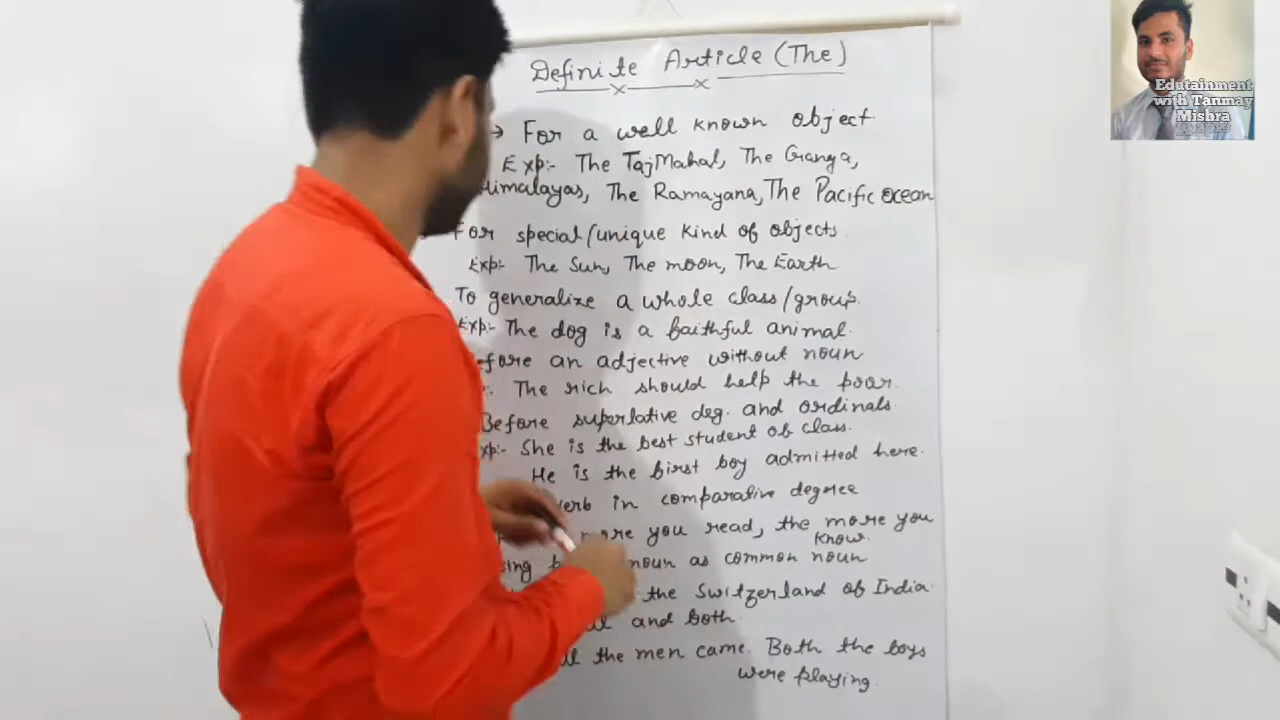 Definite Article (The)
→ For a well known object
Exp:- The TajMahal, The Ganga,
Himalayas, The Ramayana, The Pacific ocean
For special/unique kind of objects.
Exp:- The Sun, The moon, The Earth
To generalize a whole class/group.
Exp:- The dog is a faithful animal.
efore an adjective without noun
The rich should help the poor.
Before superlative deg. and ordinals.
xp:- She is the best student of class.
He is the first boy admitted here.
verb in comparative degree
more you read, the more you
know.
noun as common noun
the Switzerland of India.
and both.
the men came. Both the boys
were playing.
Edutainment
with Tanmay
Mishra